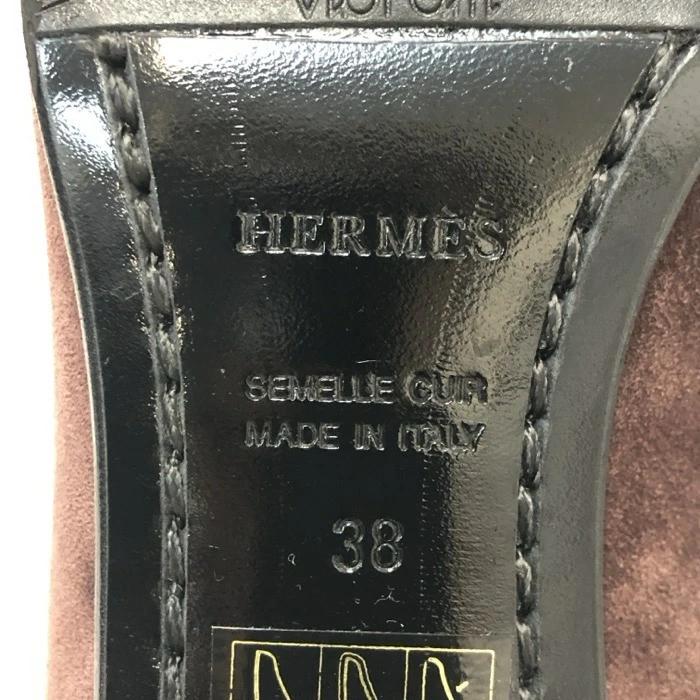 HERMÈS
SEMELLE CUIR
MADE IN ITALY
38